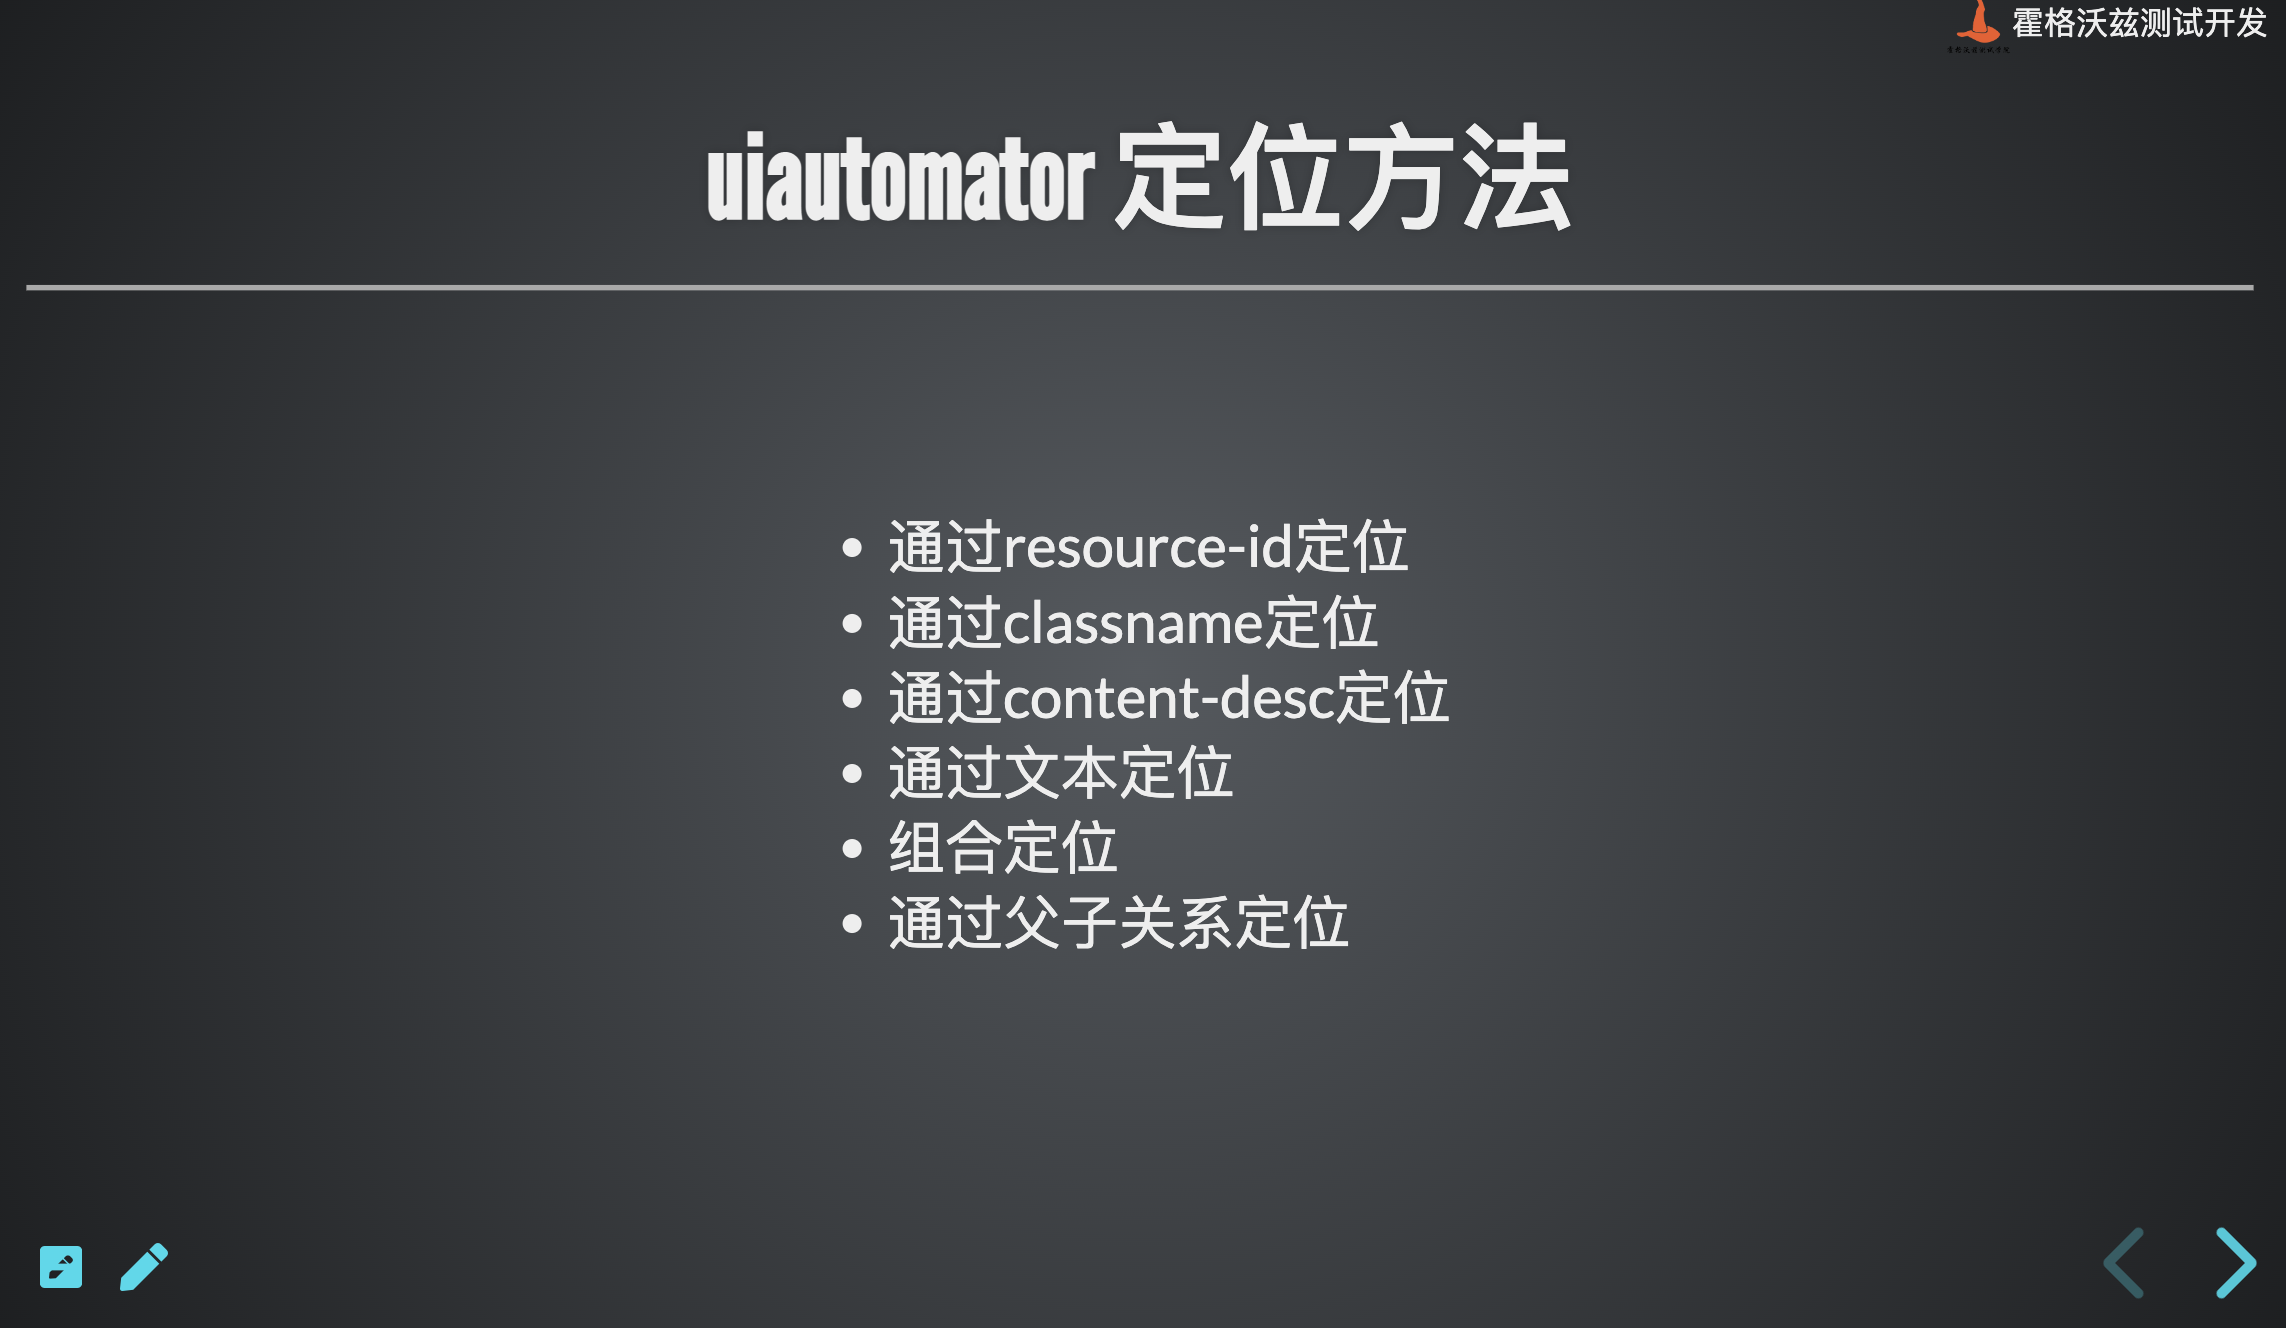 霍格沃兹测试开发
uiautomator 定位方法
通过resource-id定位
通过classname定位
通过content-desc定位
通过文本定位
组合定位
通过父子关系定位